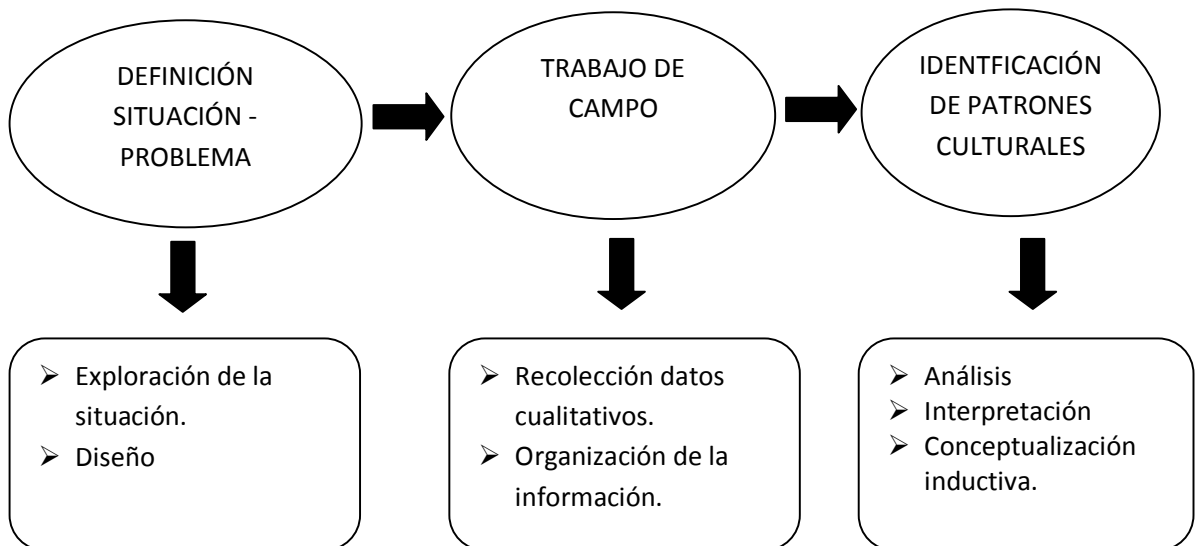 DEFINICIÓN
SITUACIÓN -
PROBLEMA
TRABAJO DE
CAMPO
IDENTFICACIÓN
DE PATRONES
CULTURALES
➢ Exploración de la
situación.
➢ Diseño
➢ Recolección datos
cualitativos.
➢ Organización de la
información.
➢ Análisis
➢ Interpretación
➢ Conceptualización
inductiva.